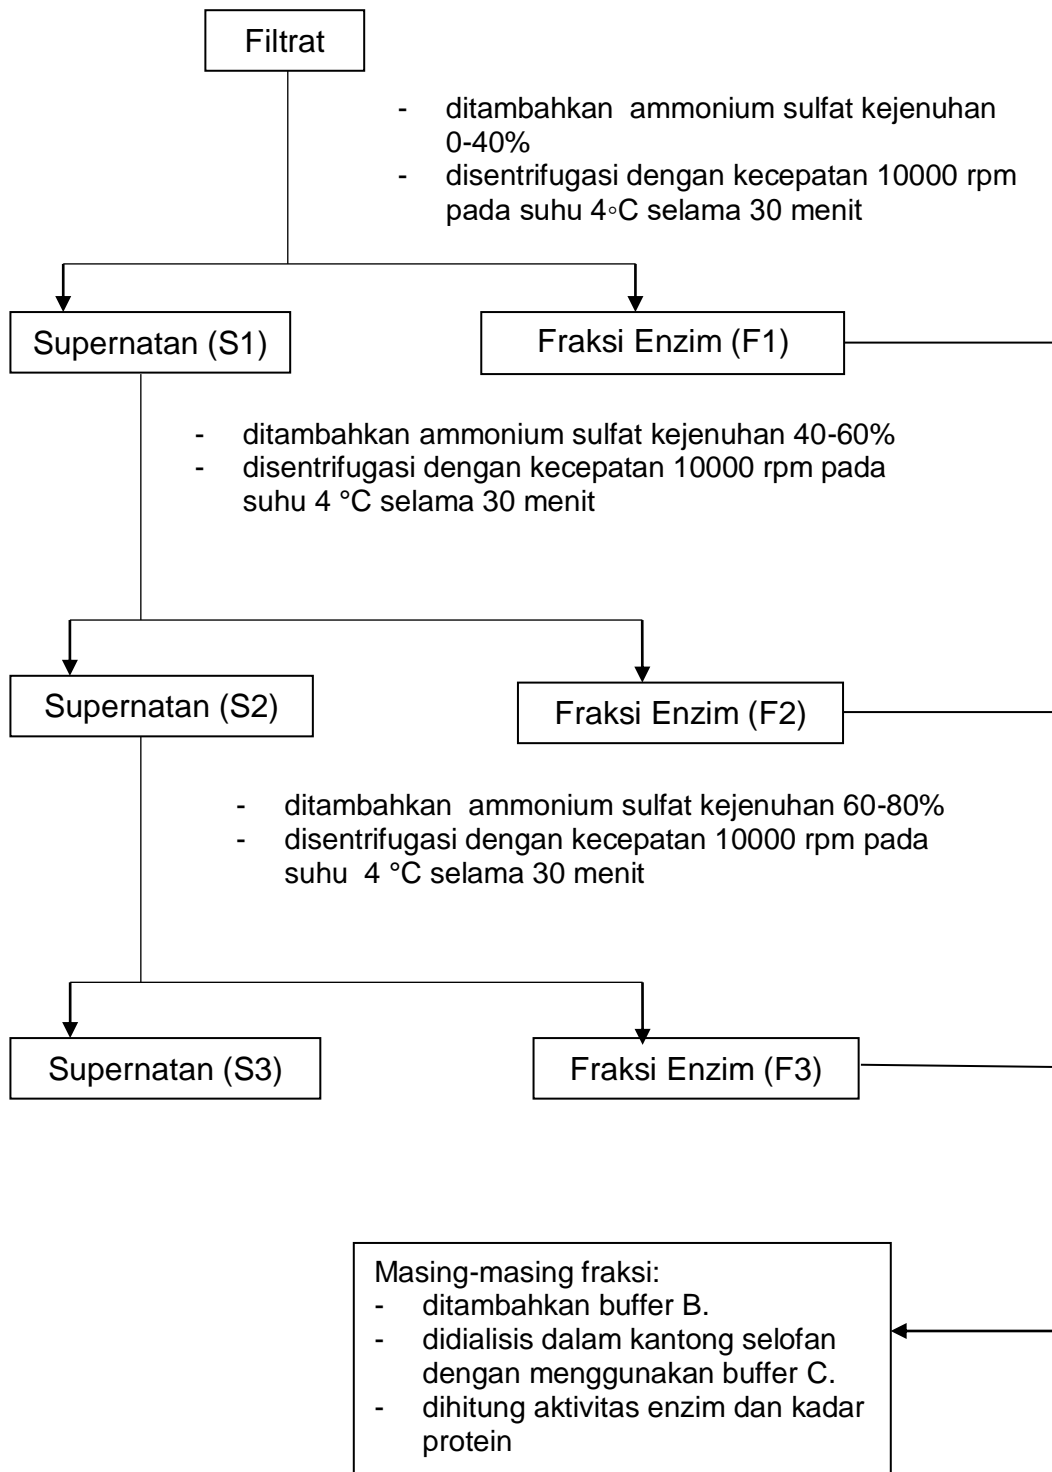 Filtrat
- ditambahkan  ammonium sulfat kejenuhan
0-40%
- disentrifugasi dengan kecepatan 10000 rpm
pada suhu 4◦C selama 30 menit
Supernatan (S1)
Fraksi Enzim (F1)
- ditambahkan ammonium sulfat kejenuhan 40-60%
- disentrifugasi dengan kecepatan 10000 rpm pada
suhu 4 °C selama 30 menit
Supernatan (S2)
Fraksi Enzim (F2)
- ditambahkan  ammonium sulfat kejenuhan 60-80%
- disentrifugasi dengan kecepatan 10000 rpm pada
suhu  4 °C selama 30 menit
Supernatan (S3)
Fraksi Enzim (F3)
Masing-masing fraksi:
- ditambahkan buffer B.
- didialisis dalam kantong selofan
dengan menggunakan buffer C.
- dihitung aktivitas enzim dan kadar
protein